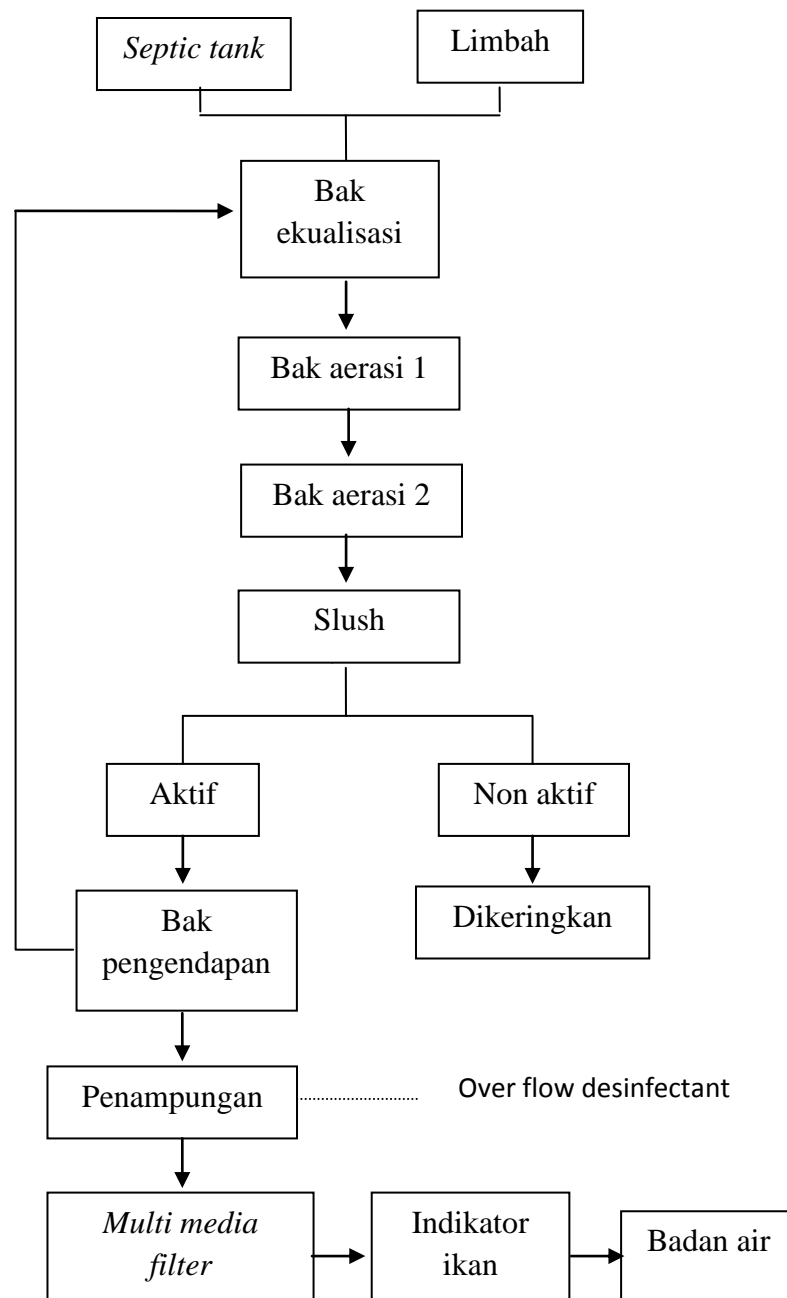 Septic tank
Limbah
Bak
ekualisasi
Bak aerasi 1
Bak aerasi 2
Slush
Aktif
Non aktif
Bak
pengendapan
Dikeringkan
Penampungan
Over flow desinfectant
Multi media
filter
Indikator
ikan
Badan air